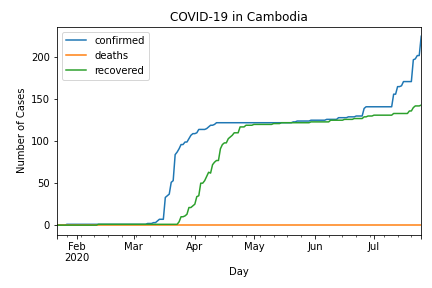 COVID-19 in Cambodia
confirmed
deaths
recovered
Number of Cases
200
150
100
50
0
Feb
2020
Mar
Apr
May
Jun
Jul
Day